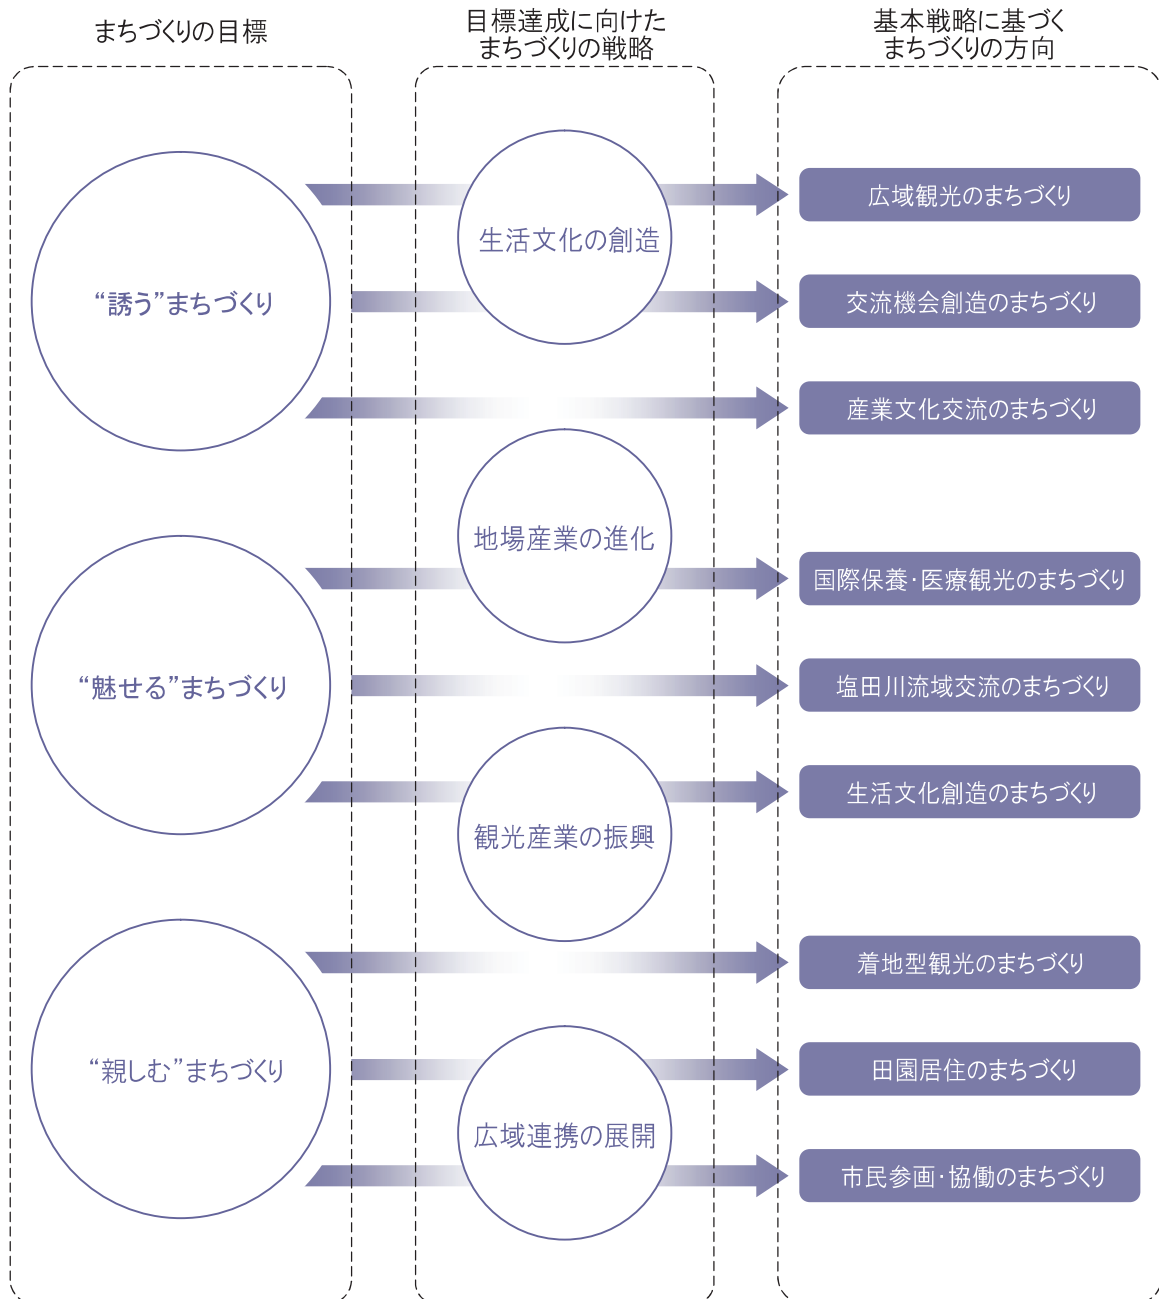 まちづくりの目標
目標達成に向けた
まちづくりの戦略
基本戦略に基づく
まちづくりの方向
“誘う”まちづくり
“魅せる”まちづくり
“親しむ”まちづくり
生活文化の創造
地場産業の進化
観光産業の振興
広域連携の展開
広域観光のまちづくり
交流機会創造のまちづくり
産業文化交流のまちづくり
国際保養・医療観光のまちづくり
塩田川流域交流のまちづくり
生活文化創造のまちづくり
着地型観光のまちづくり
田園居住のまちづくり
市民参画・協働のまちづくり